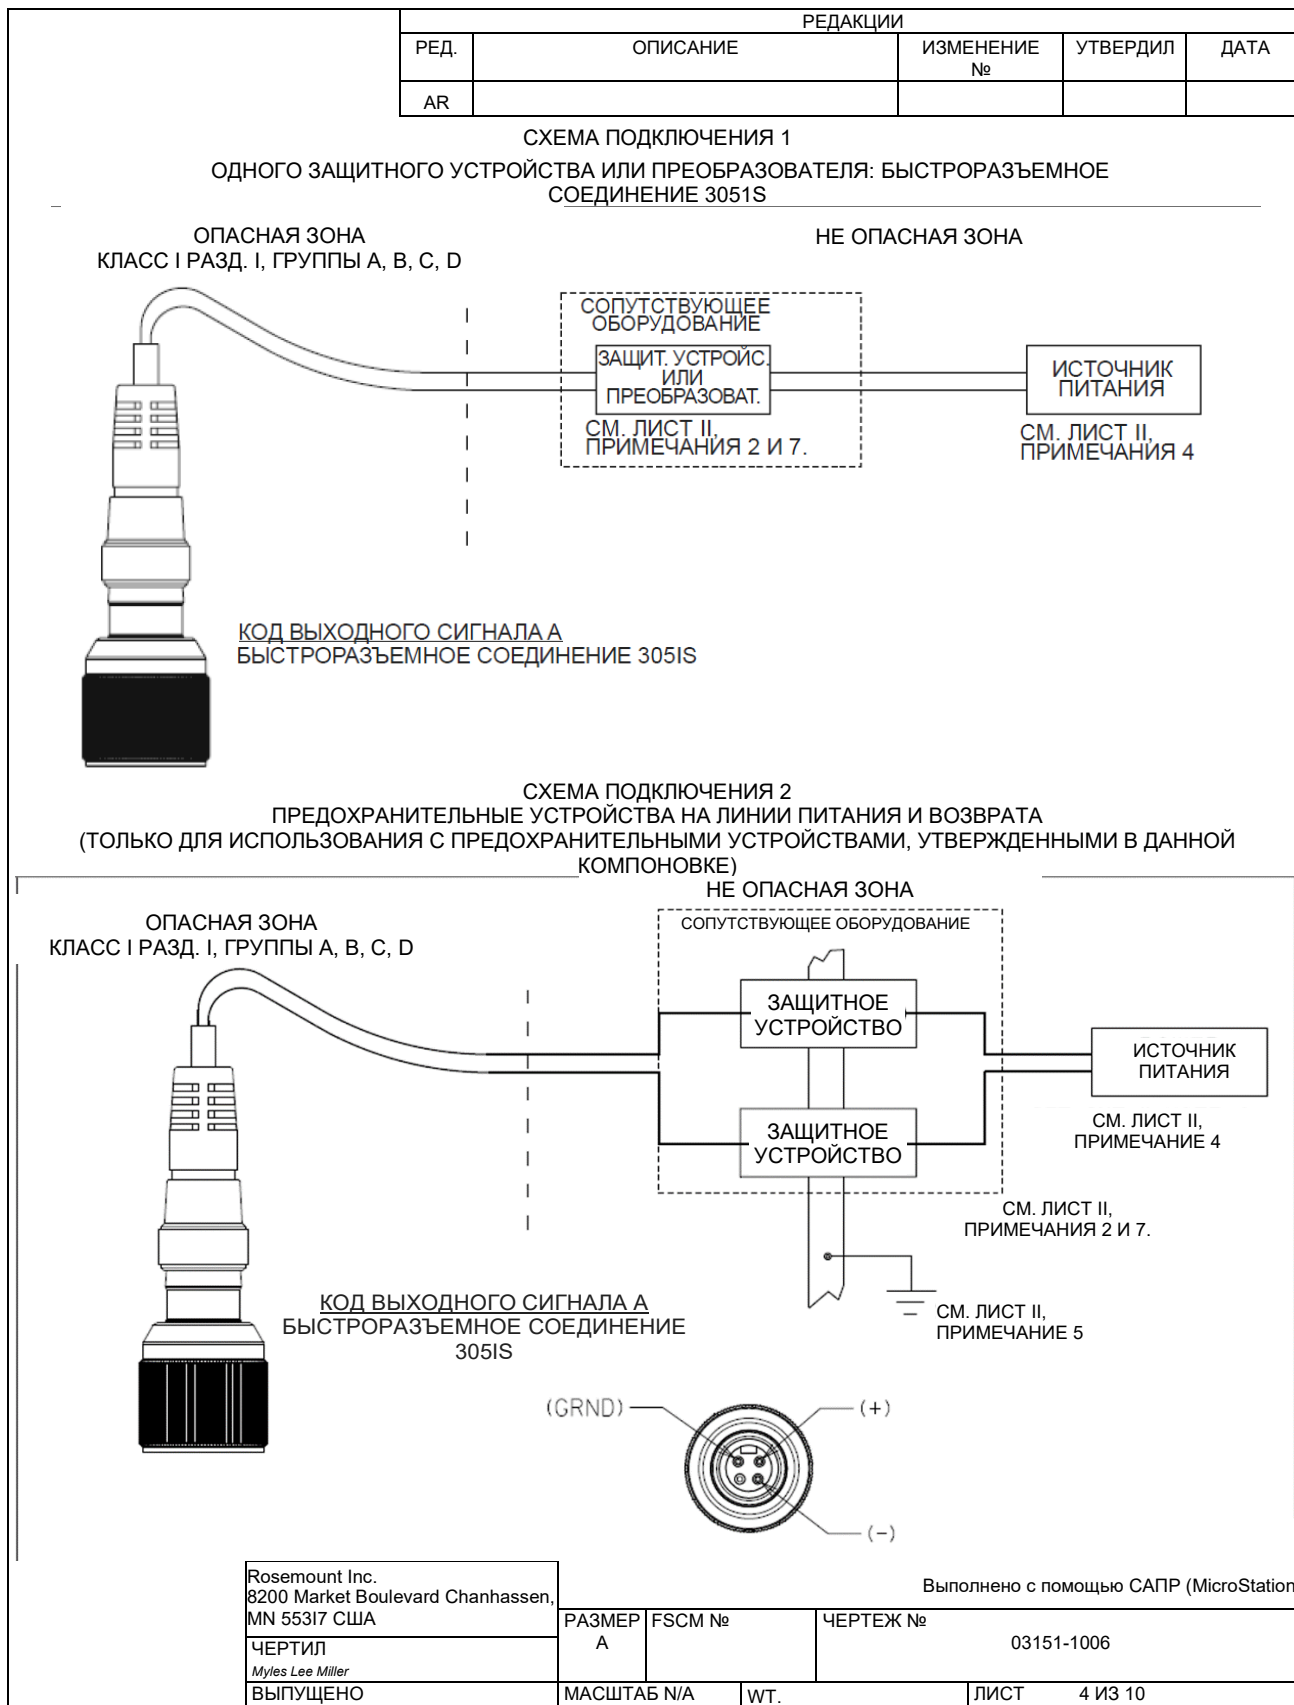 РЕДАКЦИИ
РЕД. ОПИСАНИЕ ИЗМЕНЕНИЕ № УТВЕРДИЛ ДАТА
AR
СХЕМА ПОДКЛЮЧЕНИЯ 1
ОДНОГО ЗАЩИТНОГО УСТРОЙСТВА ИЛИ ПРЕОБРАЗОВАТЕЛЯ: БЫСТРОРАЗЪЕМНОЕ
СОЕДИНЕНИЕ 3051S
ОПАСНАЯ ЗОНА
КЛАСС I РАЗД. I, ГРУППЫ A, B, C, D
НЕ ОПАСНАЯ ЗОНА
СОПУТСТВУЮЩЕЕ
ОБОРУДОВАНИЕ
ЗАЩИТ. УСТРОЙС.
ИЛИ
ПРЕОБРАЗОВАТ.
СМ. ЛИСТ II,
ПРИМЕЧАНИЯ 2 И 7.
ИСТОЧНИК
ПИТАНИЯ
СМ. ЛИСТ II,
ПРИМЕЧАНИЯ 4
КОД ВЫХОДНОГО СИГНАЛА А
БЫСТРОРАЗЪЕМНОЕ СОЕДИНЕНИЕ 305IS
СХЕМА ПОДКЛЮЧЕНИЯ 2
ПРЕДОХРАНИТЕЛЬНЫЕ УСТРОЙСТВА НА ЛИНИИ ПИТАНИЯ И ВОЗВРАТА
(ТОЛЬКО ДЛЯ ИСПОЛЬЗОВАНИЯ С ПРЕДОХРАНИТЕЛЬНЫМИ УСТРОЙСТВАМИ, УТВЕРЖДЕННЫМИ В ДАННОЙ
КОМПОНОВКЕ)
НЕ ОПАСНАЯ ЗОНА
ОПАСНАЯ ЗОНА
КЛАСС I РАЗД. I, ГРУППЫ A, B, C, D
СОПУТСТВУЮЩЕЕ ОБОРУДОВАНИЕ
ЗАЩИТНОЕ
УСТРОЙСТВО
ИСТОЧНИК
ПИТАНИЯ
ЗАЩИТНОЕ
УСТРОЙСТВО
СМ. ЛИСТ II,
ПРИМЕЧАНИЕ 4
СМ. ЛИСТ II,
ПРИМЕЧАНИЯ 2 И 7.
СМ. ЛИСТ II,
ПРИМЕЧАНИЕ 5
КОД ВЫХОДНОГО СИГНАЛА А
БЫСТРОРАЗЪЕМНОЕ СОЕДИНЕНИЕ
305IS
(GRND)
(+)
(-)
Rosemount Inc.
8200 Market Boulevard Chanhassen,
MN 553I7 США
Выполнено с помощью САПР (MicroStation
ЧЕРТИЛ
Myles Lee Miller
РАЗМЕР
А
FSCM №
ЧЕРТЕЖ №
03151-1006
ВЫПУЩЕНО
МАСШТАБ N/A
WT.
ЛИСТ 4 ИЗ 10